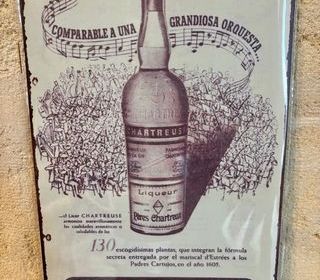 COMPARABLE A UNA GRANDIOSA ORQUESTA...
CHARTREUSE
Liqueur
Pères Chartreux
...el Licor CHARTREUSE
armoniza maravillosamente
las cualidades aromáticas o
saludables de los
130 escogidísimas plantas, que integran la fórmula
secreta entregada por el mariscal d'Estrées a los
Padres Cartujos, en el año 1605.